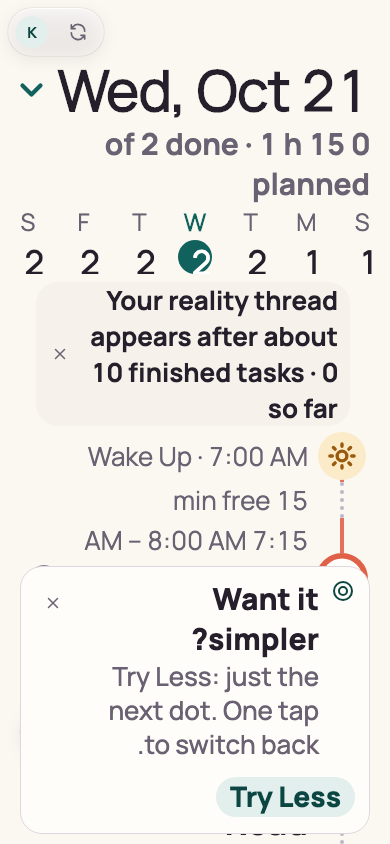 K
Wed, Oct 21
of 2 done · 1 h 15 0
planned
S F T W T M S
2 2 2 2 2 1 1
Your reality thread
appears after about
10 finished tasks · 0
so far
Wake Up · 7:00 AM
min free 15
AM – 8:00 AM 7:15
Want it
?simpler
Try Less: just the
next dot. One tap
.to switch back
Try Less